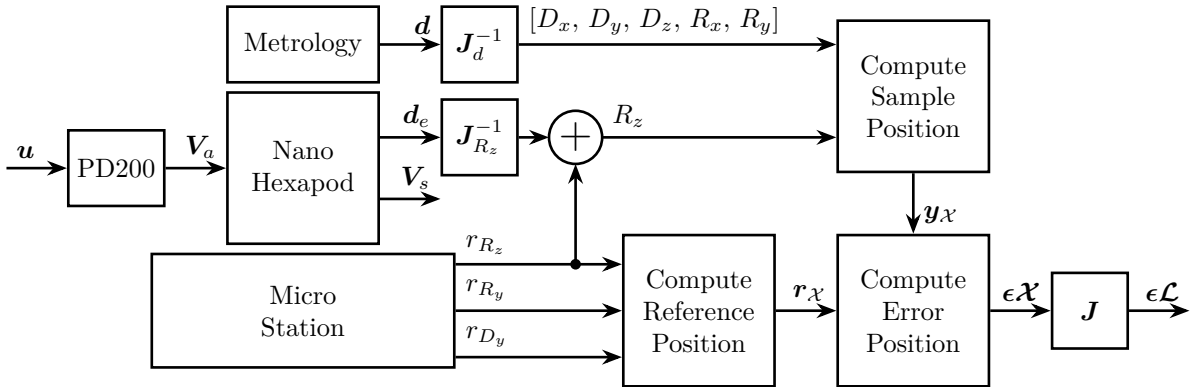 Metrology
d
J_d^{-1}
[D_x, D_y, D_z, R_x, R_y]
Compute
Sample
Position
u
PD200
V_a
Nano
Hexapod
d_e
J_{R_z}^{-1}
+
R_z
V_s
y_𝒳
Micro
Station
r_{R_z}
r_{R_y}
r_{D_y}
Compute
Reference
Position
r_𝒳
Compute
Error
Position
ϵ𝒳
J
ϵℒ